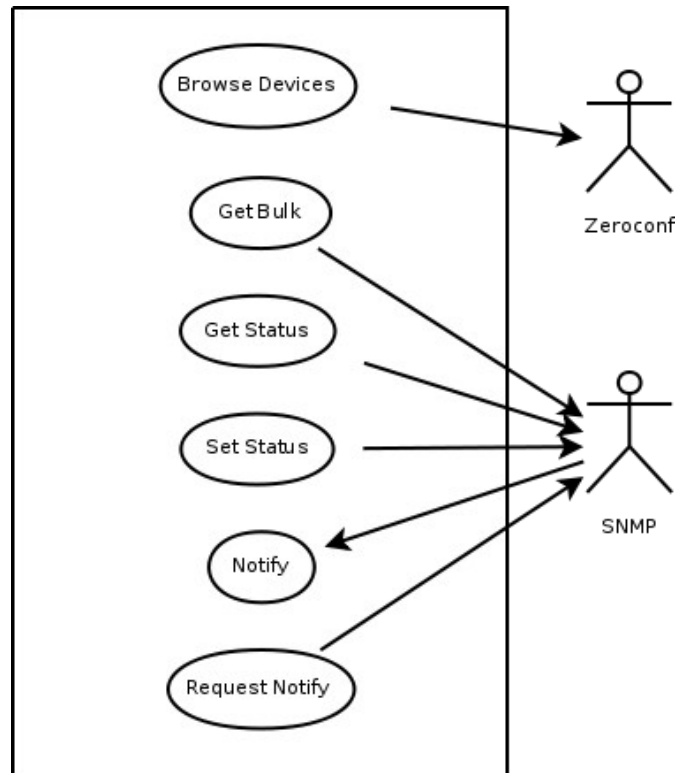 Browse Devices
Zeroconf
Get Bulk
Get Status
Set Status
SNMP
Notify
Request Notify